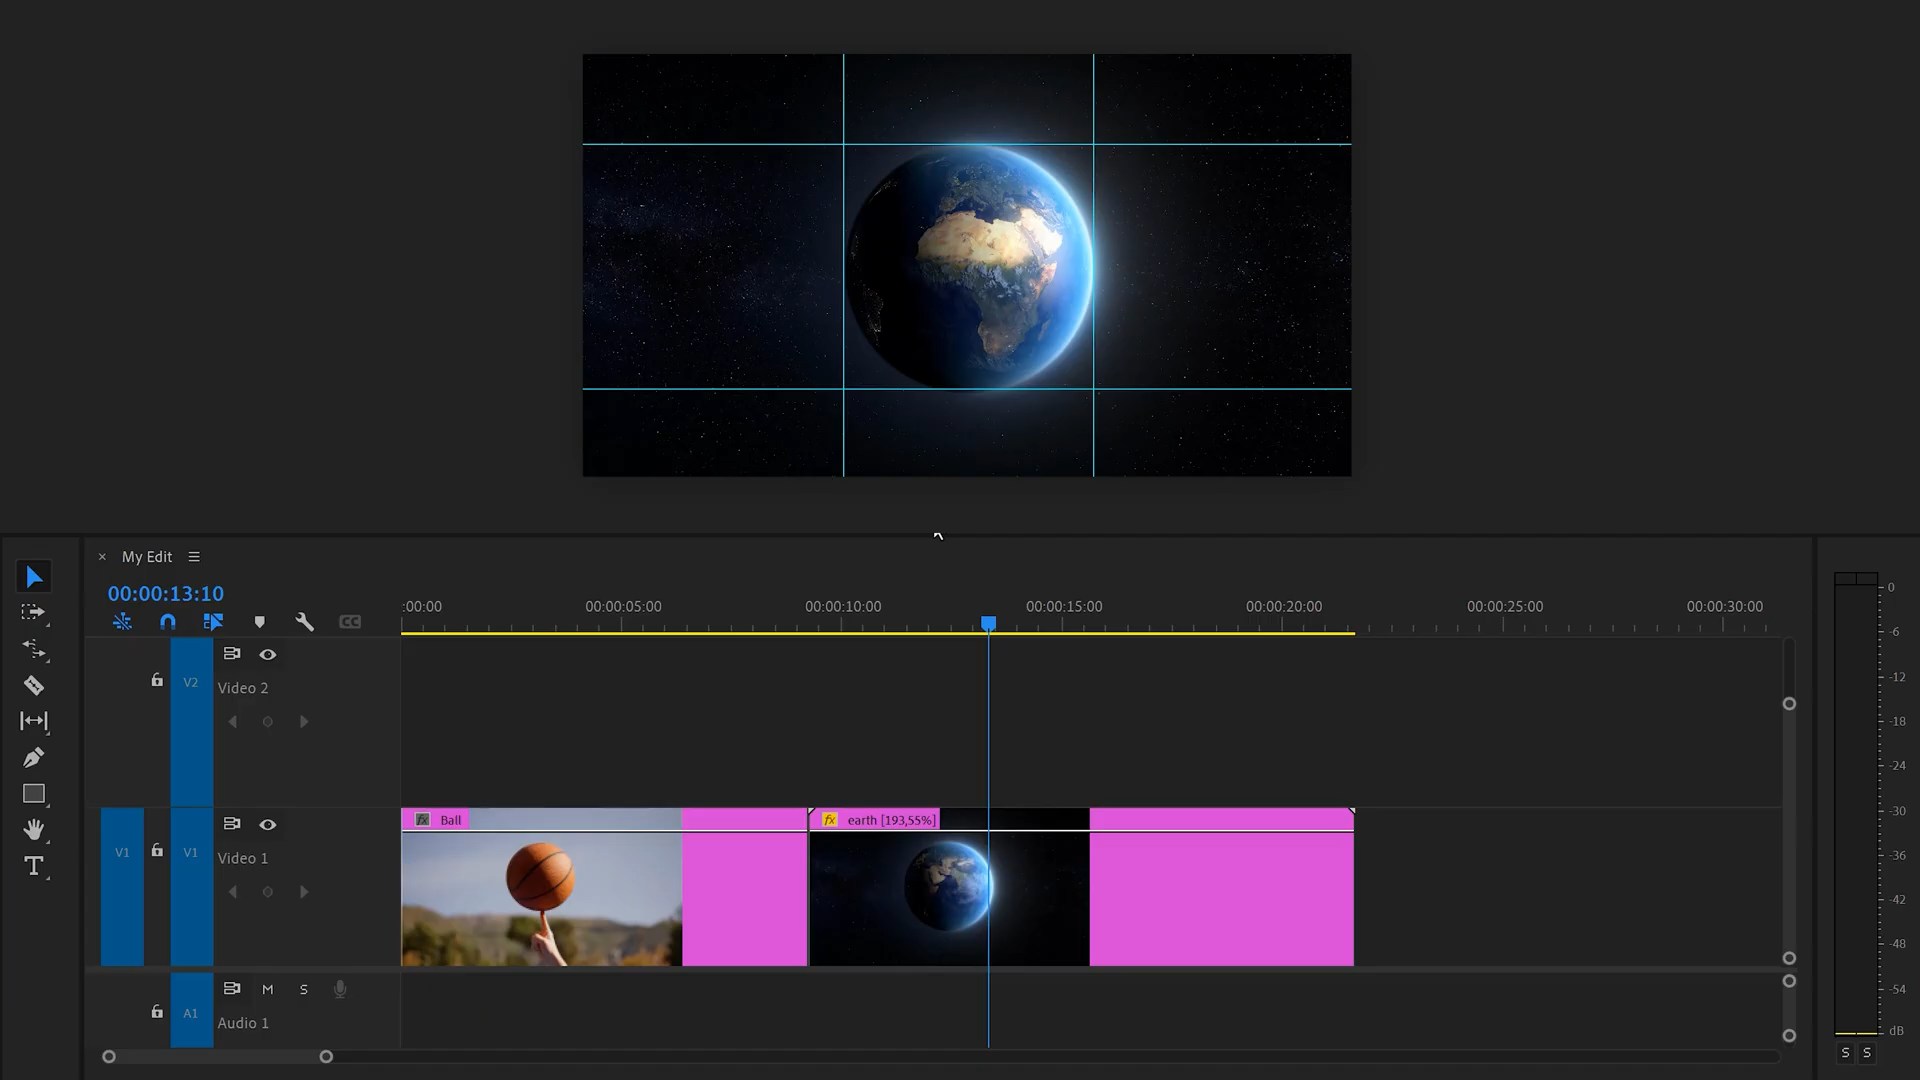 × My Edit
00:00:13:10
:00:00 00:00:05:00 00:00:10:00 00:00:15:00 00:00:20:00 00:00:25:00 00:00:30:00
CC
V2 Video 2
fx Ball
fx earth [193,55%]
V1 V1 Video 1
M S
A1 Audio 1
T
0
-6
-12
-18
-24
-30
-36
-42
-48
-54
dB
S S